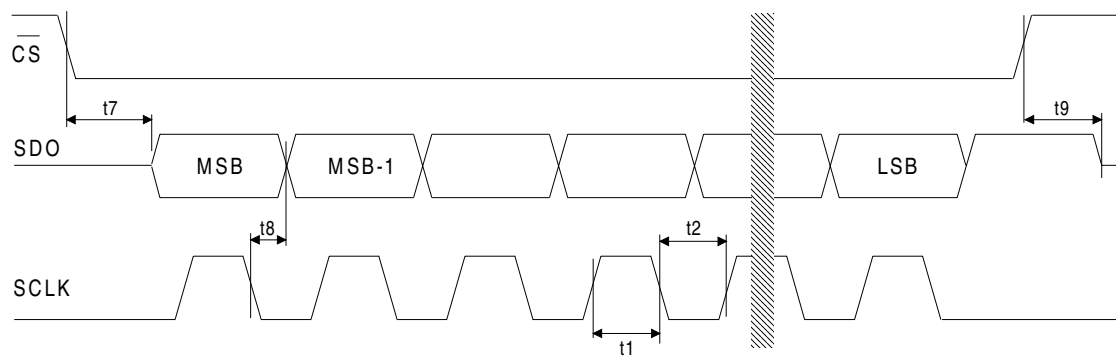 CS
t7
t9
SDO
MSB
MSB-1
LSB
t8
t2
SCLK
t1